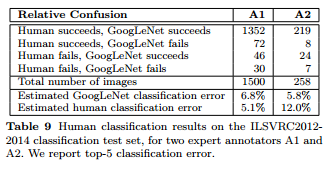 Relative Confusion A1 A2
Human succeeds, GoogLeNet succeeds 1352 219
Human succeeds, GoogLeNet fails 72 8
Human fails, GoogLeNet succeeds 46 24
Human fails, GoogLeNet fails 30 7
Total number of images 1500 258
Estimated GoogLeNet classification error 6.8% 5.8%
Estimated human classification error 5.1% 12.0%
Table 9 Human classification results on the ILSVRC2012-
2014 classification test set, for two expert annotators A1 and
A2. We report top-5 classification error.